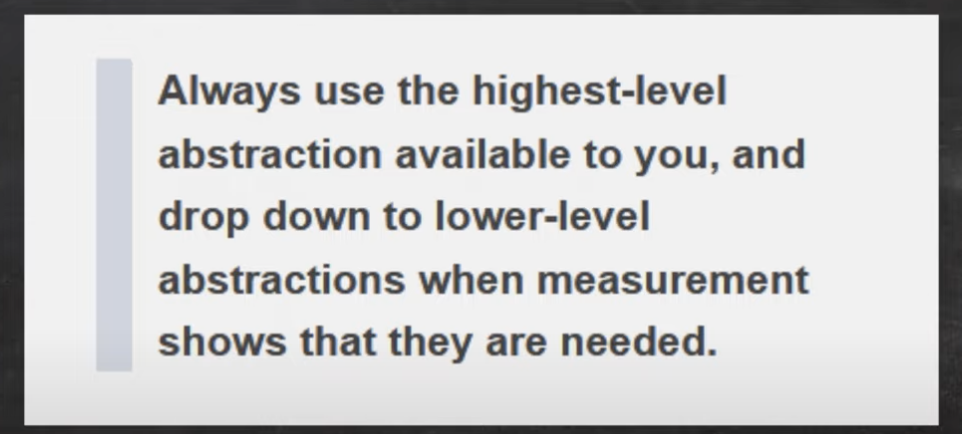 Always use the highest-level
abstraction available to you, and
drop down to lower-level
abstractions when measurement
shows that they are needed.